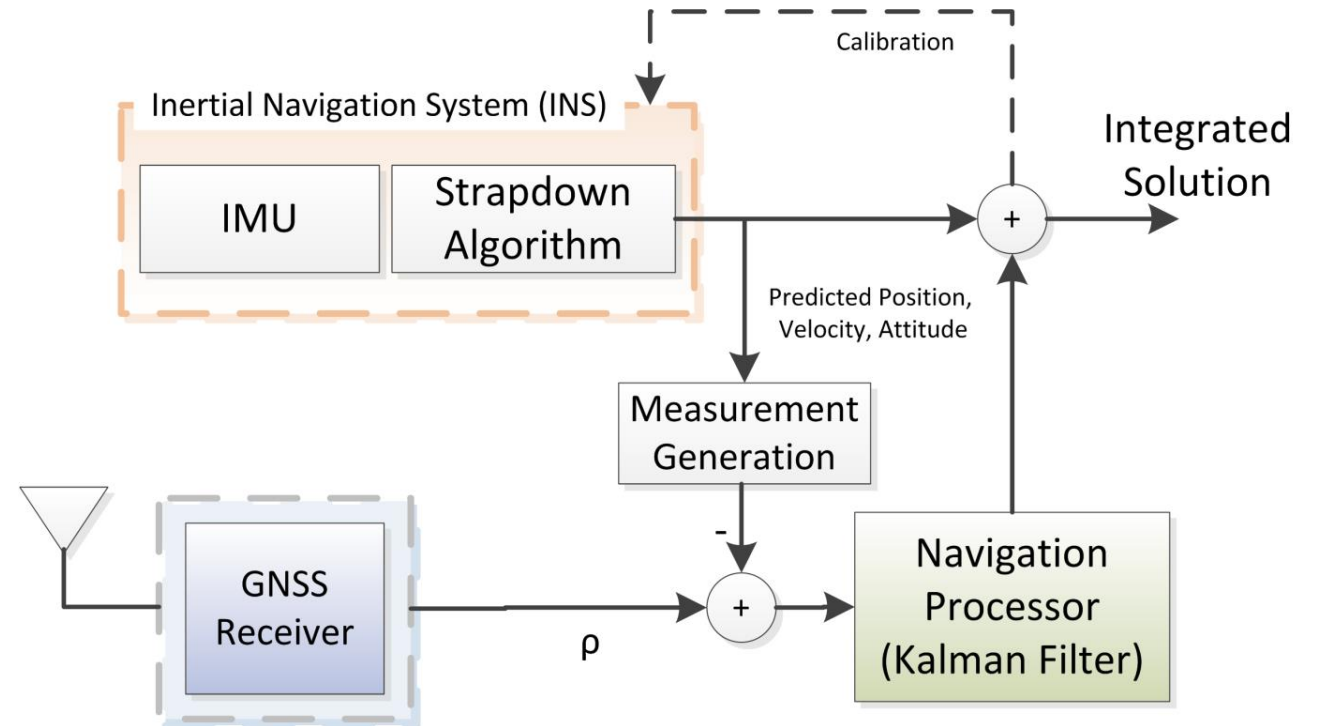 Calibration
Inertial Navigation System (INS)
Integrated
Solution
IMU
Strapdown
Algorithm
+
Predicted Position,
Velocity, Attitude
Measurement
Generation
-
GNSS
Receiver
ρ
+
Navigation
Processor
(Kalman Filter)